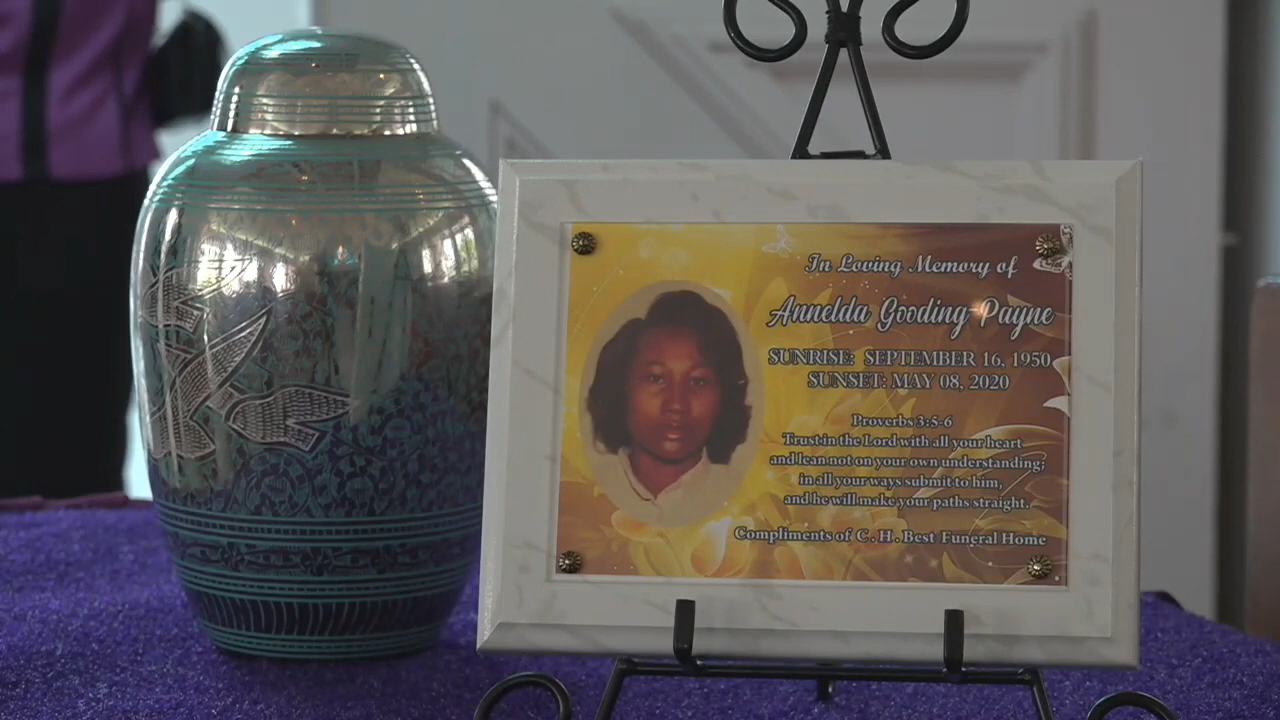 In Loving Memory of
Annelda Gooding Payne
SUNRISE: SEPTEMBER 16, 1950
SUNSET: MAY 08, 2020
Proverbs 3:5-6
Trust in the Lord with all your heart
and lean not on your own understanding;
in all your ways submit to him,
and he will make your paths straight.
Compliments of C . H . Best Funeral Home